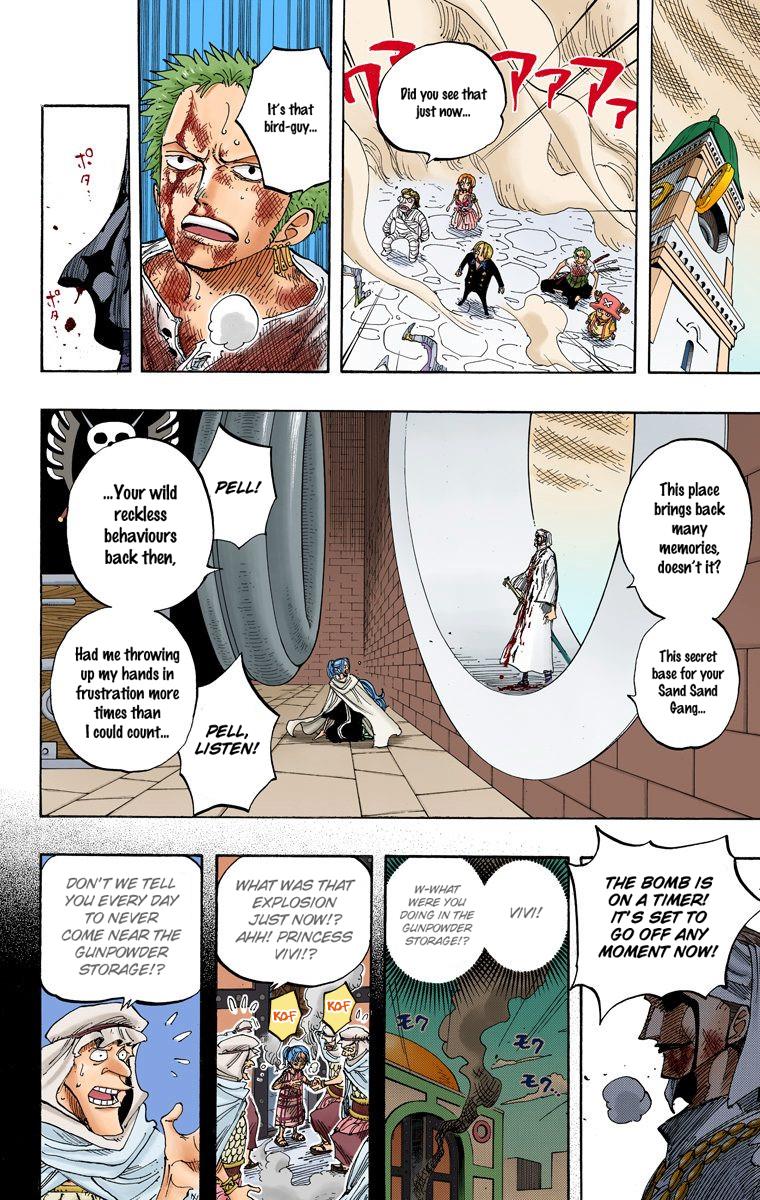 Did you see that
just now...
アァアァ
It's that
bird-guy...
ポタ...
ポタ...
This place
brings back
many
memories,
doesn't it?
This secret
base for your
Sand Sand
Gang...
PELL!
...Your wild
reckless
behaviours
back then,
Had me throwing
up my hands in
frustration more
times than
I could count...
PELL,
LISTEN!
THE BOMB IS
ON A TIMER!
IT'S SET TO
GO OFF ANY
MOMENT NOW!
VIVI!
W-WHAT
WERE YOU
DOING IN THE
GUNPOWDER
STORAGE!?
モク
モク...
WHAT WAS THAT
EXPLOSION
JUST NOW!?
AHH! PRINCESS
VIVI!?
KOF
KOF
DON'T WE TELL
YOU EVERY DAY
TO NEVER
COME NEAR THE
GUNPOWDER
STORAGE!?